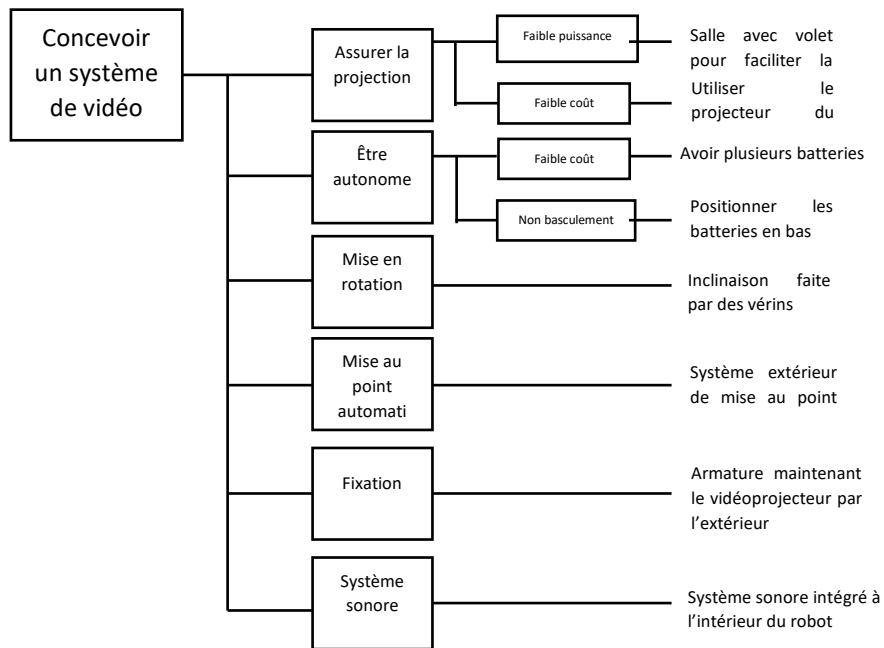 Concevoir
un système
de vidéo
Assurer la
projection
Faible puissance
Salle avec volet
pour faciliter la
Faible coût
Utiliser le
projecteur du
Être
autonome
Faible coût
Avoir plusieurs batteries
Non basculement
Positionner les
batteries en bas
Mise en
rotation
Inclinaison faite
par des vérins
Mise au
point
automati
Système extérieur
de mise au point
Fixation
Armature maintenant
le vidéoprojecteur par
l’extérieur
Système
sonore
Système sonore intégré à
l’intérieur du robot